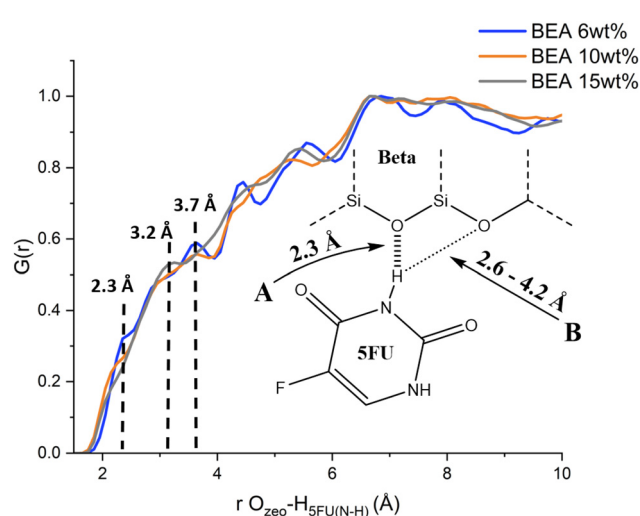 BEA 6wt%
BEA 10wt%
BEA 15wt%
1.0
0.8
0.6
0.4
0.2
0.0
G(r)
2.3 Å
3.2 Å
3.7 Å
Beta
Si
Si
O
O
2.3 Å
H
2.6 - 4.2 Å
A
B
O
N
O
5FU
F
NH
2
4
6
8
10
r O_zeo-H_5FU(N-H) (Å)